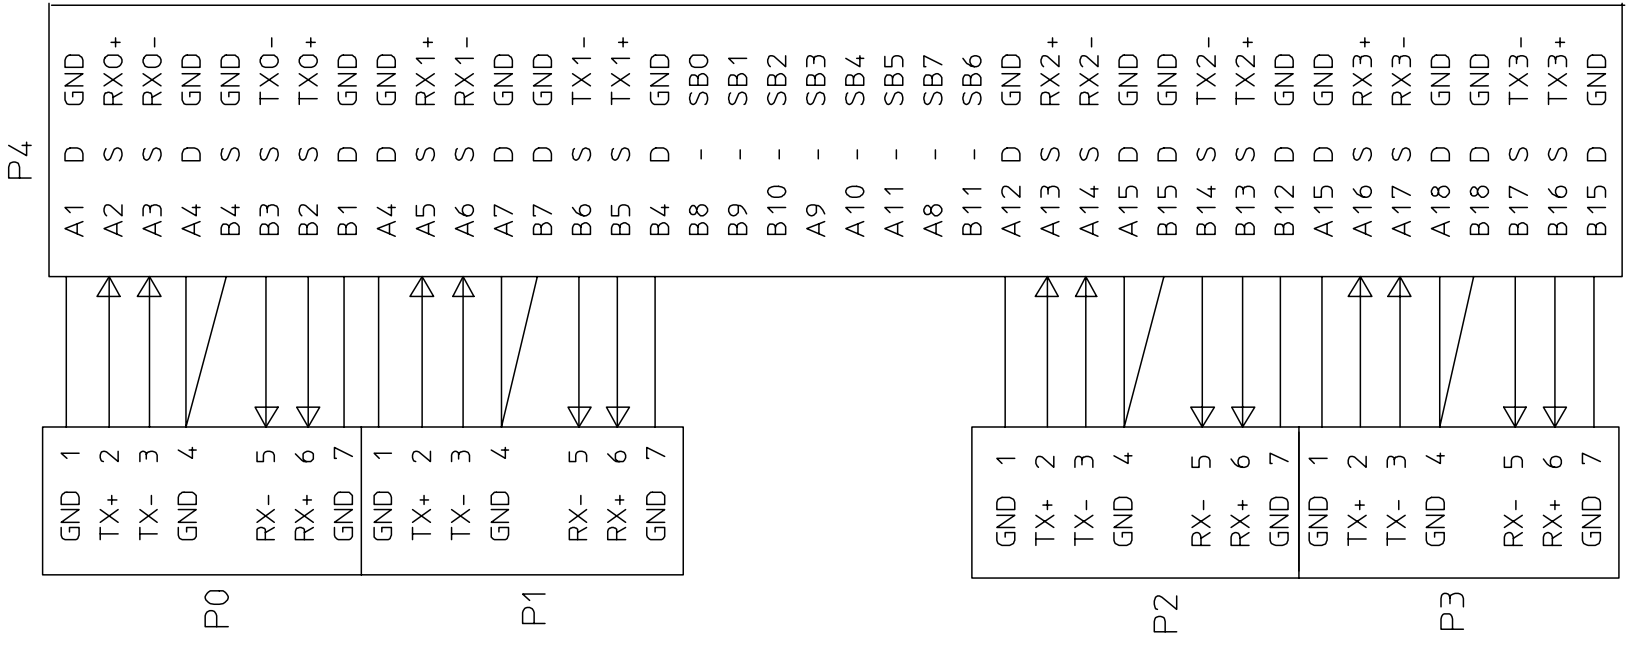 P4
GND 1 A1 D GND
TX+ 2 A2 S RX0+
TX- 3 A3 S RX0-
GND 4 A4 D GND
P0
B4 S GND
RX- 5 B3 S TX0-
RX+ 6 B2 S TX0+
GND 7 B1 D GND
GND 1 A4 D GND
TX+ 2 A5 S RX1+
TX- 3 A6 S RX1-
GND 4 A7 D GND
P1
B7 D GND
RX- 5 B6 S TX1-
RX+ 6 B5 S TX1+
GND 7 B4 D GND
B8 - SB0
B9 - SB1
B10 - SB2
A9 - SB3
A10 - SB4
A11 - SB5
A8 - SB7
B11 - SB6
GND 1 A12 D GND
TX+ 2 A13 S RX2+
TX- 3 A14 S RX2-
GND 4 A15 D GND
P2
B15 D GND
RX- 5 B14 S TX2-
RX+ 6 B13 S TX2+
GND 7 B12 D GND
GND 1 A15 D GND
TX+ 2 A16 S RX3+
TX- 3 A17 S RX3-
GND 4 A18 D GND
P3
B18 D GND
RX- 5 B17 S TX3-
RX+ 6 B16 S TX3+
GND 7 B15 D GND